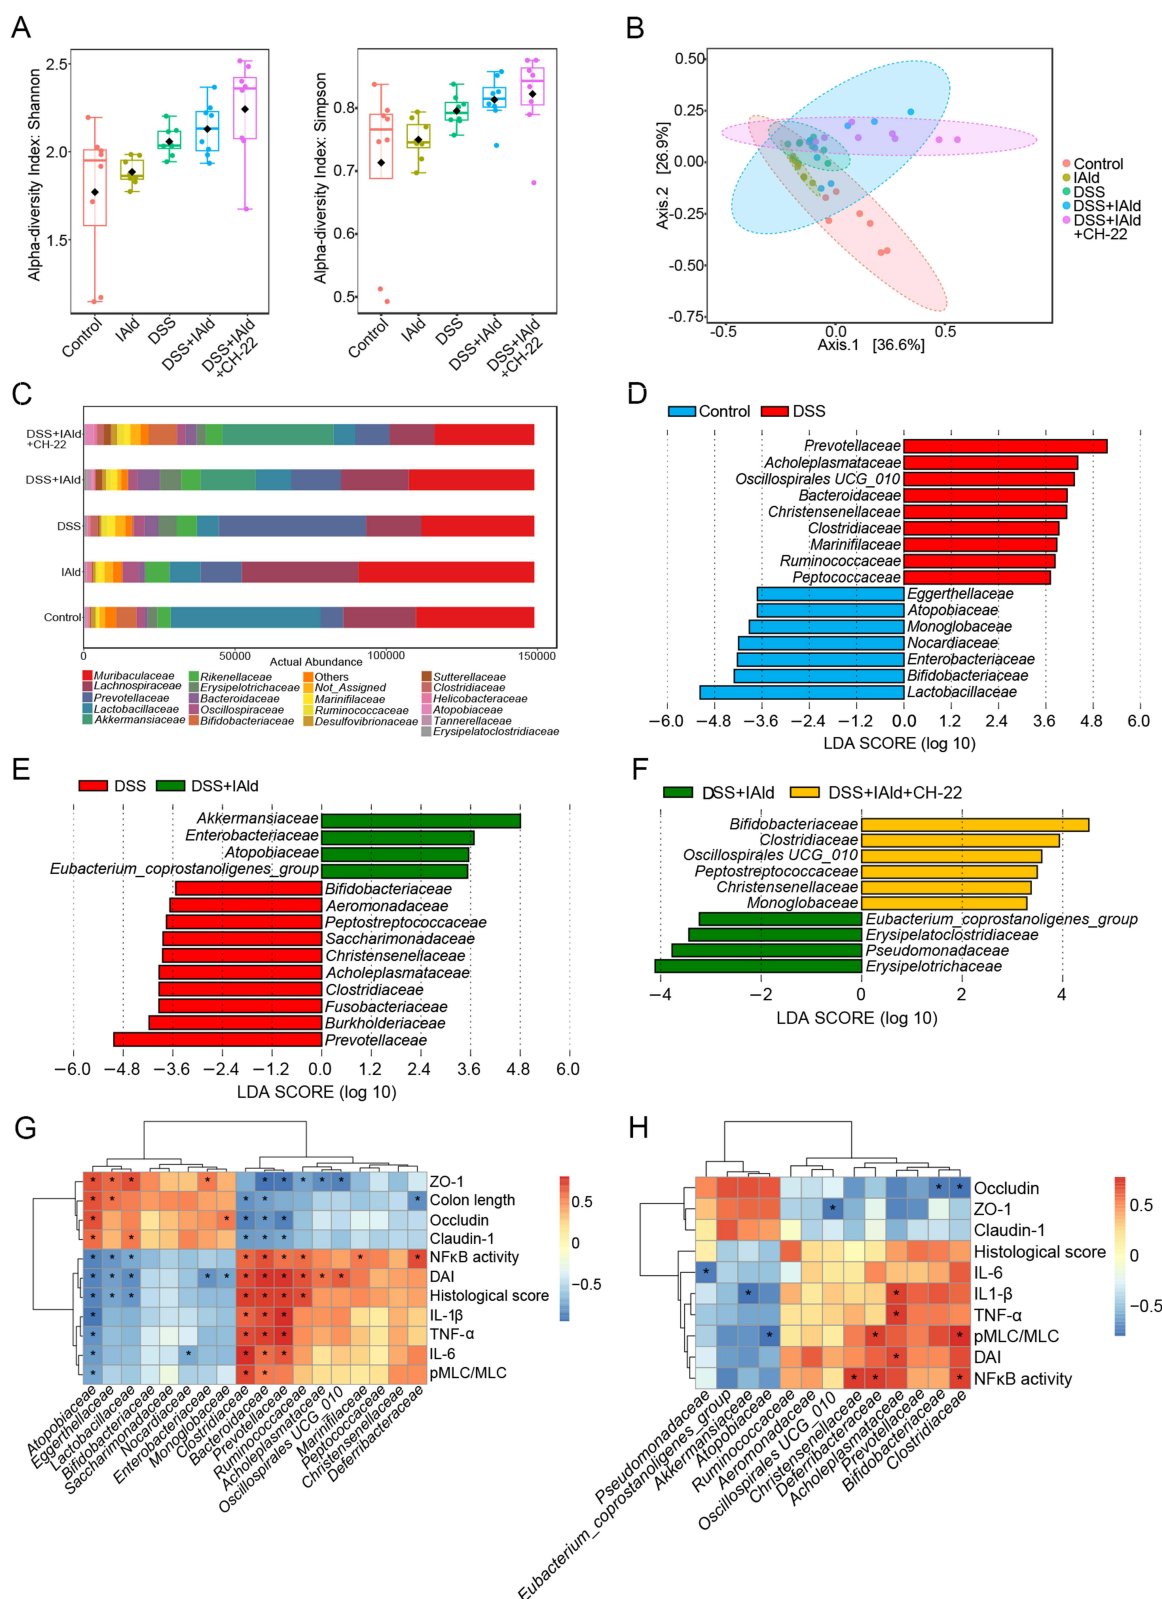 A
Alpha-diversity Index: Shannon
2.5
2.0
1.5
Control
IAld
DSS
DSS+IAld
DSS+IAld
+CH-22
Alpha-diversity Index: Simpson
0.8
0.7
0.6
0.5
Control
IAld
DSS
DSS+IAld
DSS+IAld
+CH-22
B
Axis.2 [26.9%]
0.50
0.25
0.00
-0.25
-0.50
-0.75
-0.5
0.0
0.5
Axis.1 [36.6%]
Control
IAld
DSS
DSS+IAld
DSS+IAld
+CH-22
C
DSS+IAld
+CH-22
DSS+IAld
DSS
IAld
Control
0
50000
100000
150000
Actual Abundance
Muribaculaceae
Lachnospiraceae
Prevotellaceae
Lactobacillaceae
Akkermansiaceae
Rikenellaceae
Erysipelotrichaceae
Bacteroidaceae
Oscillospiraceae
Bifidobacteriaceae
Others
Not_Assigned
Marinifilaceae
Ruminococcaceae
Desulfovibrionaceae
Sutterellaceae
Clostridiaceae
Helicobacteraceae
Atopobiaceae
Tannerellaceae
Erysipelatoclostridiaceae
D
Control
DSS
Prevotellaceae
Acholeplasmataceae
Oscillospirales UCG_010
Bacteroidaceae
Christensenellaceae
Clostridiaceae
Marinifilaceae
Ruminococcaceae
Peptococcaceae
Eggerthellaceae
Atopobiaceae
Monoglobaceae
Nocardiaceae
Enterobacteriaceae
Bifidobacteriaceae
Lactobacillaceae
−6.0 −4.8 −3.6 −2.4 −1.2 0.0 1.2 2.4 3.6 4.8 6.0
LDA SCORE (log 10)
E
DSS
DSS+IAld
Akkermansiaceae
Enterobacteriaceae
Atopobiaceae
Eubacterium_coprostanoligenes_group
Bifidobacteriaceae
Aeromonadaceae
Peptostreptococcaceae
Saccharimonadaceae
Christensenellaceae
Acholeplasmataceae
Clostridiaceae
Fusobacteriaceae
Burkholderiaceae
Prevotellaceae
−6.0 −4.8 −3.6 −2.4 −1.2 0.0 1.2 2.4 3.6 4.8 6.0
LDA SCORE (log 10)
F
DSS+IAld
DSS+IAld+CH-22
Bifidobacteriaceae
Clostridiaceae
Oscillospirales UCG_010
Peptostreptococcaceae
Christensenellaceae
Monoglobaceae
Eubacterium_coprostanoligenes_group
Erysipelatoclostridiaceae
Pseudomonadaceae
Erysipelotrichaceae
−4 −2 0 2 4
LDA SCORE (log 10)
G
ZO-1
Colon length
Occludin
Claudin-1
NFκB activity
DAI
Histological score
IL-1β
TNF-α
IL-6
pMLC/MLC
0.5
0
−0.5
Atopobiaceae
Eggerthellaceae
Lactobacillaceae
Bifidobacteriaceae
Saccharimonadaceae
Nocardiaceae
Enterobacteriaceae
Monoglobaceae
Clostridiaceae
Bacteroidaceae
Prevotellaceae
Ruminococcaceae
Acholeplasmataceae
Oscillospirales UCG_010
Marinifilaceae
Peptococcaceae
Christensenellaceae
Deferribacteraceae
H
Occludin
ZO-1
Claudin-1
Histological score
IL-6
IL1-β
TNF-α
pMLC/MLC
DAI
NFκB activity
0.5
0
−0.5
Pseudomonadaceae
Eubacterium_coprostanoligenes_group
Akkermansiaceae
Atopobiaceae
Ruminococcaceae
Aeromonadaceae
Oscillospirales UCG_010
Christensenellaceae
Deferribacteraceae
Acholeplasmataceae
Prevotellaceae
Bifidobacteriaceae
Clostridiaceae